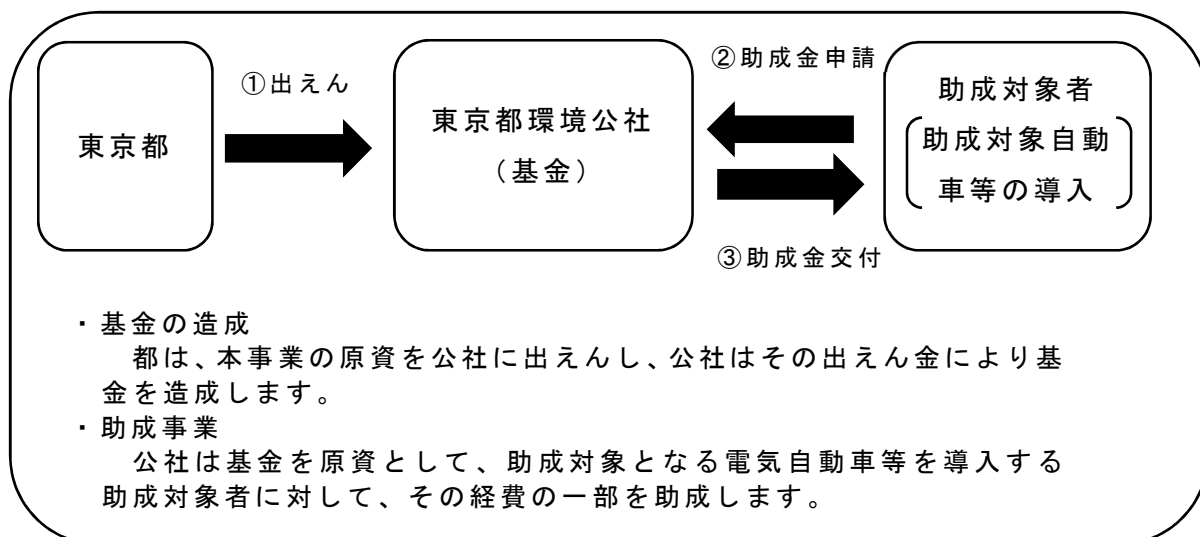 東京都
①出えん
東京都環境公社
（基金）
②助成金申請
③助成金交付
助成対象者
助成対象自動
車等の導入
・基金の造成
都は、本事業の原資を公社に出えんし、公社はその出えん金により基
金を造成します。
・助成事業
公社は基金を原資として、助成対象となる電気自動車等を導入する
助成対象者に対して、その経費の一部を助成します。